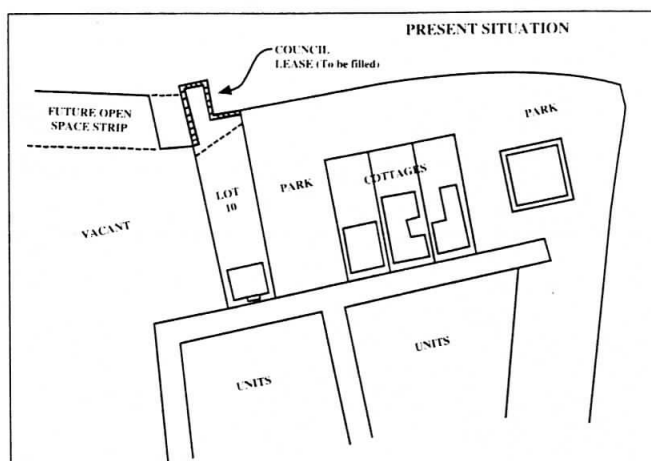 PRESENT SITUATION
COUNCIL
LEASE (To be filled)
FUTURE OPEN
SPACE STRIP
PARK
COTTAGES
PARK
LOT
10
VACANT
UNITS
UNITS